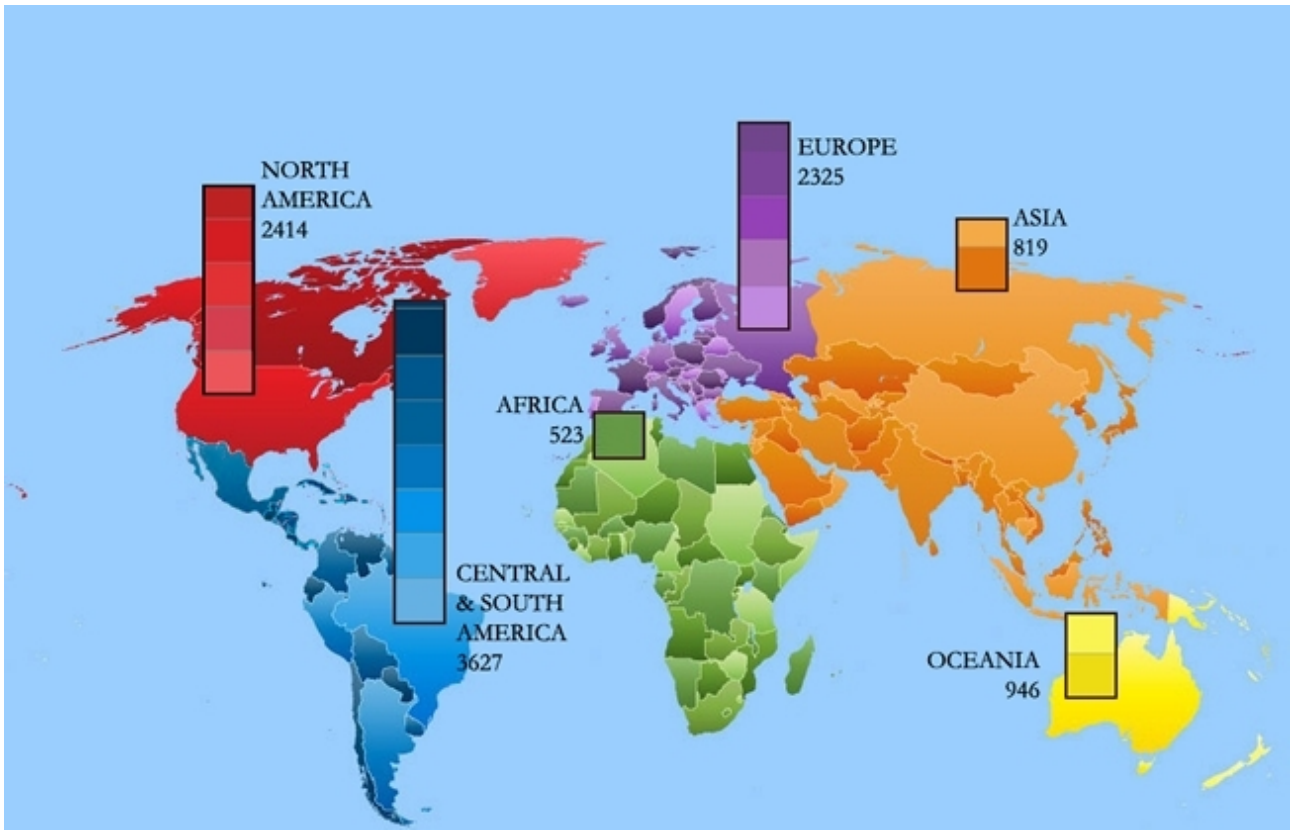 NORTH
AMERICA
2414
EUROPE
2325
ASIA
819
AFRICA
523
CENTRAL
& SOUTH
AMERICA
3627
OCEANIA
946